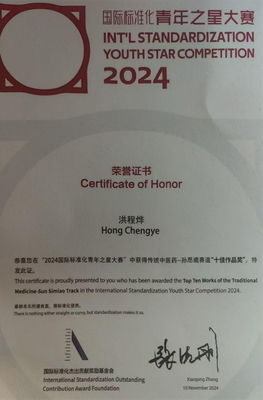 国际标准化青年之星大赛
INT'L STANDARDIZATION
YOUTH STAR COMPETITION
2024
荣誉证书
Certificate of Honor
洪程烨
Hong Chengye
恭喜您在“2024国际标准化青年之星大赛”中获得传统中医药-孙思邈赛道“十佳作品奖”，特
发此证。
This certificate is proudly presented to you who has been awarded the Top Ten Works of the Traditional
Medicine-Sun Simiao Track in the International Standardization Youth Star Competition 2024.
There is nothing either straight or curvy, but standardization makes it so.
国际标准化杰出贡献奖励基金会
International Standardization Outstanding
Contribution Award Foundation
Xiaogang Zhang
10 November 2024